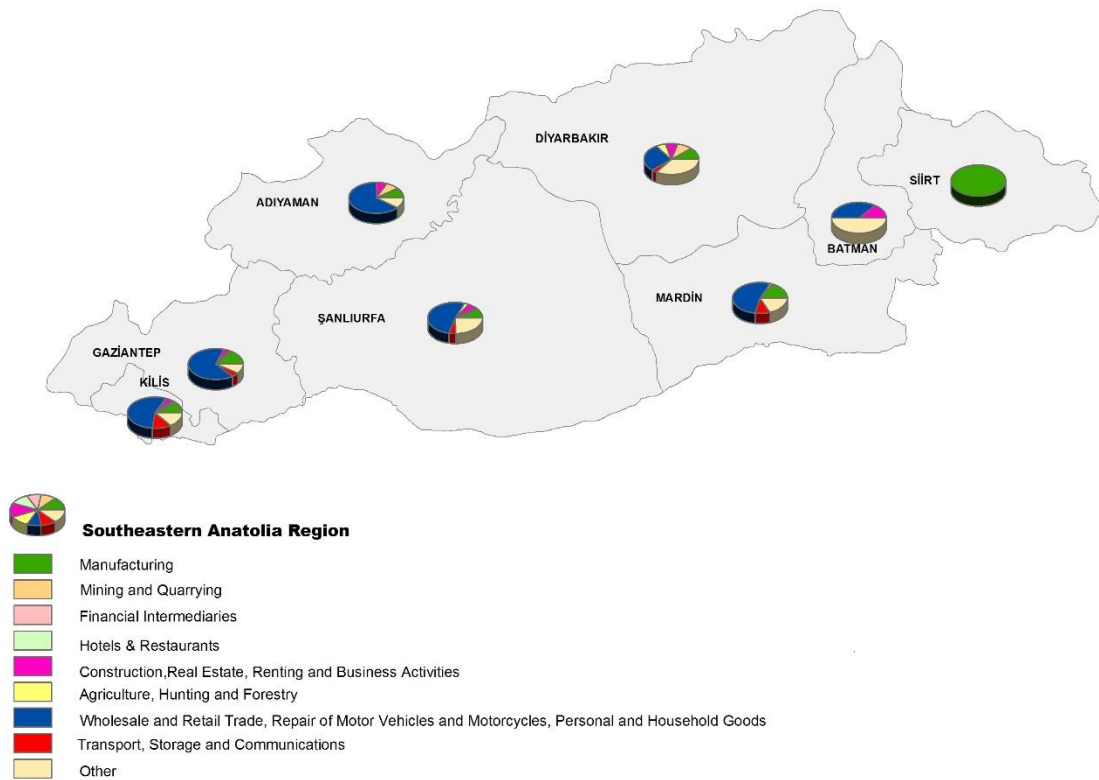 DİYARBAKIR
SİİRT
ADIYAMAN
BATMAN
MARDİN
ŞANLIURFA
GAZİANTEP
KİLİS
Southeastern Anatolia Region
Manufacturing
Mining and Quarrying
Financial Intermediaries
Hotels & Restaurants
Construction,Real Estate, Renting and Business Activities
Agriculture, Hunting and Forestry
Wholesale and Retail Trade, Repair of Motor Vehicles and Motorcycles, Personal and Household Goods
Transport, Storage and Communications
Other